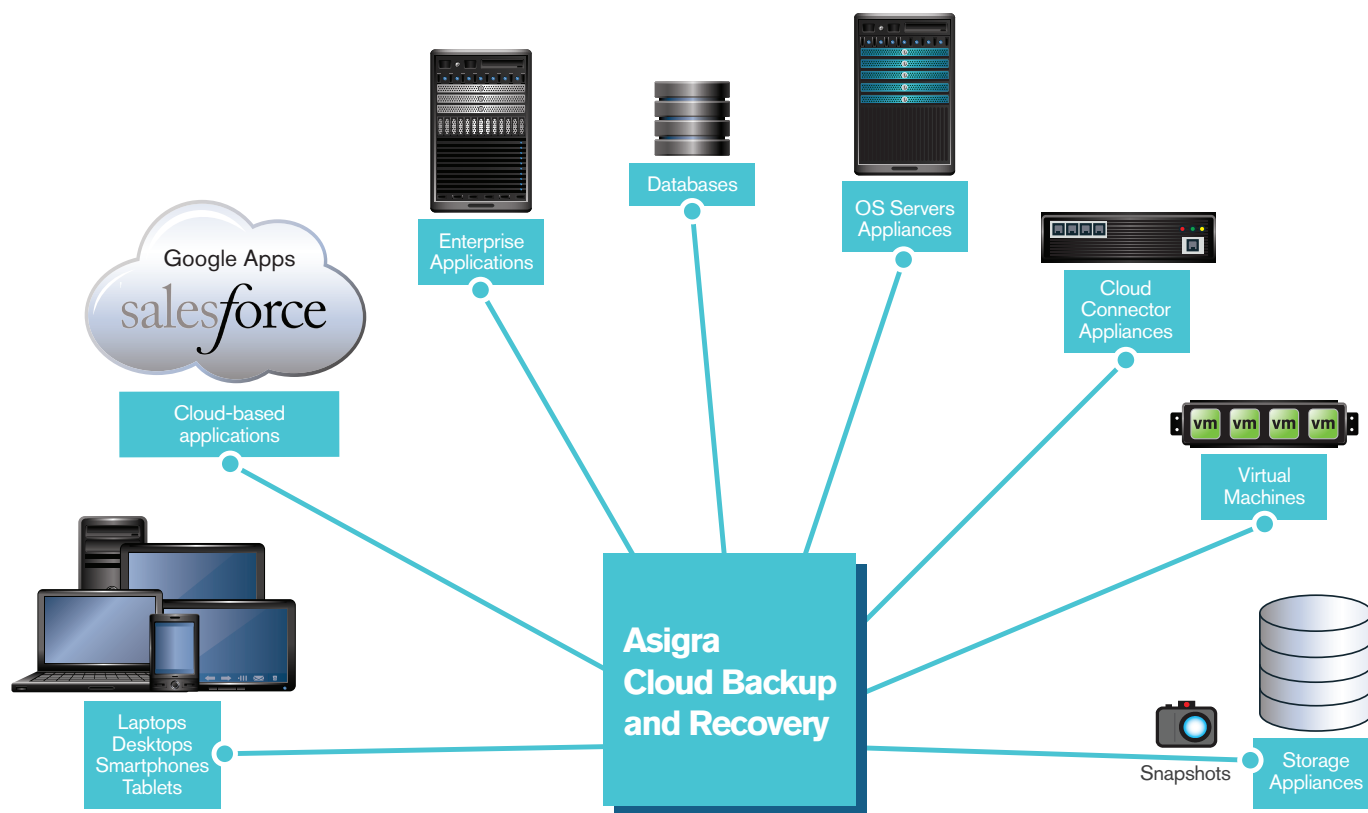 Databases
OS Servers
Appliances
Enterprise
Applications
Google Apps
salesforce
Cloud
Connector
Appliances
Cloud-based
applications
vm vm vm vm
Virtual
Machines
Asigra
Cloud Backup
and Recovery
Laptops
Desktops
Smartphones
Tablets
Snapshots
Storage
Appliances